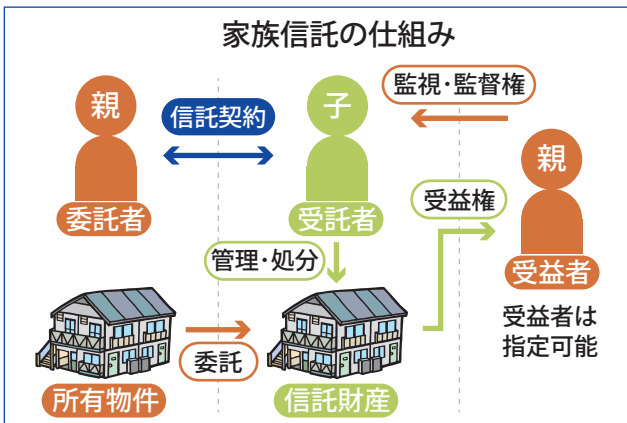 家族信託の仕組み
親
信託契約
子
監視・監督権
親
委託者
受託者
受益権
受益者
管理・処分
受益者は
指定可能
委託
所有物件
信託財産